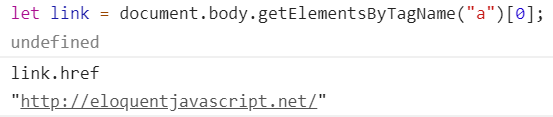 let link = document.body.getElementsByTagName("a")[0];
undefined
link.href
"http://eloquentjavascript.net/"